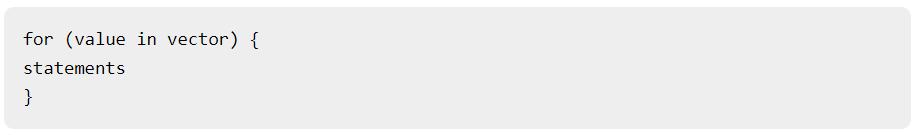 for (value in vector) {
statements
}